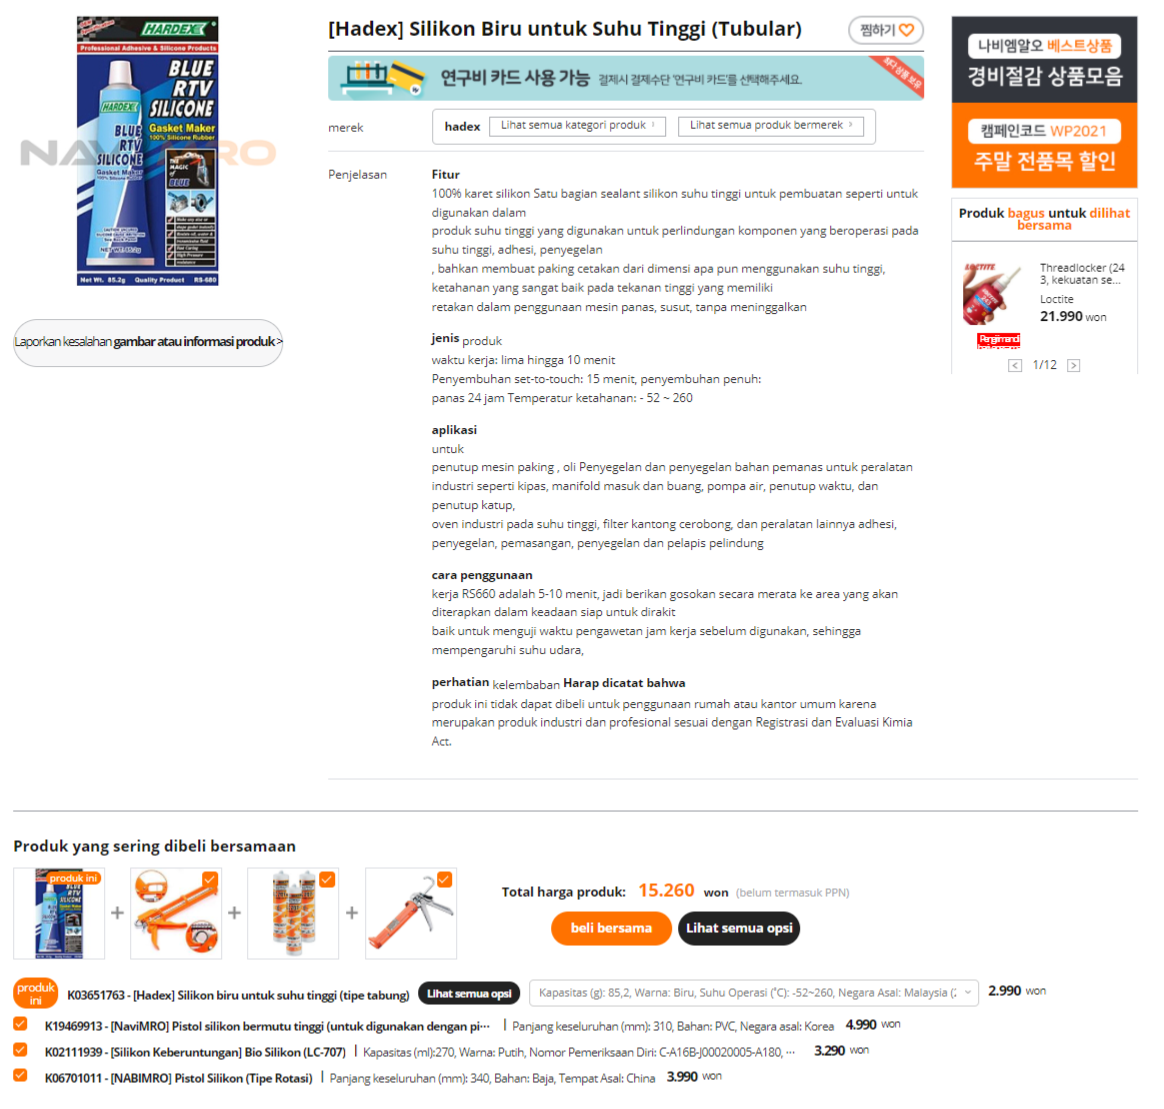 [Hadex] Silikon Biru untuk Suhu Tinggi (Tubular)
찜하기
연구비 카드 사용 가능 결제시 결제수단 '연구비 카드'를 선택해주세요.
merek
hadex Lihat semua kategori produk Lihat semua produk bermerek
Penjelasan
Fitur
100% karet silikon Satu bagian sealant silikon suhu tinggi untuk pembuatan seperti untuk
digunakan dalam
produk suhu tinggi yang digunakan untuk perlindungan komponen yang beroperasi pada
suhu tinggi, adhesi, penyegelan
, bahkan membuat paking cetakan dari dimensi apa pun menggunakan suhu tinggi,
ketahanan yang sangat baik pada tekanan tinggi yang memiliki
retakan dalam penggunaan mesin panas, susut, tanpa meninggalkan
jenis produk
waktu kerja: lima hingga 10 menit
Penyembuhan set-to-touch: 15 menit, penyembuhan penuh:
panas 24 jam Temperatur ketahanan: - 52 ~ 260
aplikasi
untuk
penutup mesin paking , oli Penyegelan dan penyegelan bahan pemanas untuk peralatan
industri seperti kipas, manifold masuk dan buang, pompa air, penutup waktu, dan
penutup katup,
oven industri pada suhu tinggi, filter kantong cerobong, dan peralatan lainnya adhesi,
penyegelan, pemasangan, penyegelan dan pelapis pelindung
cara penggunaan
kerja RS660 adalah 5-10 menit, jadi berikan gosokan secara merata ke area yang akan
diterapkan dalam keadaan siap untuk dirakit
baik untuk menguji waktu pengawetan jam kerja sebelum digunakan, sehingga
mempengaruhi suhu udara,
perhatian kelembaban Harap dicatat bahwa
produk ini tidak dapat dibeli untuk penggunaan rumah atau kantor umum karena
merupakan produk industri dan profesional sesuai dengan Registrasi dan Evaluasi Kimia
Act.
HARDEX
Professional Adhesive & Silicone Products
BLUE
RTV
SILICONE
Gasket Maker
100% Silicone Rubber
HARDEX
BLUE
RTV
SILICONE
Gasket Maker
THE
MAGIC
of
BLUE
NET WT. 85.2g
Net Wt. 85.2g Quality Product RS-680
Laporkan kesalahan gambar atau informasi produk >
나비엠알오 베스트상품
경비절감 상품모음
캠페인코드 WP2021
주말 전품목 할인
Produk bagus untuk dilihat
bersama
LOCTITE
Threadlocker (24
3, kekuatan se...
Loctite
21.990 won
1/12
Produk yang sering dibeli bersamaan
produk ini
Total harga produk: 15.260 won (belum termasuk PPN)
beli bersama Lihat semua opsi
produk
ini
K03651763 - [Hadex] Silikon biru untuk suhu tinggi (tipe tabung) Lihat semua opsi Kapasitas (g): 85,2, Warna: Biru, Suhu Operasi (°C): -52~260, Negara Asal: Malaysia 2.990 won
K19469913 - [NaviMRO] Pistol silikon bermutu tinggi (untuk digunakan dengan pi··· | Panjang keseluruhan (mm): 310, Bahan: PVC, Negara asal: Korea 4.990 won
K02111939 - [Silikon Keberuntungan] Bio Silikon (LC-707) | Kapasitas (ml):270, Warna: Putih, Nomor Pemeriksaan Diri: C-A16B-J00020005-A180, ··· 3.290 won
K06701011 - [NABIMRO] Pistol Silikon (Tipe Rotasi) | Panjang keseluruhan (mm): 340, Bahan: Baja, Tempat Asal: China 3.990 won